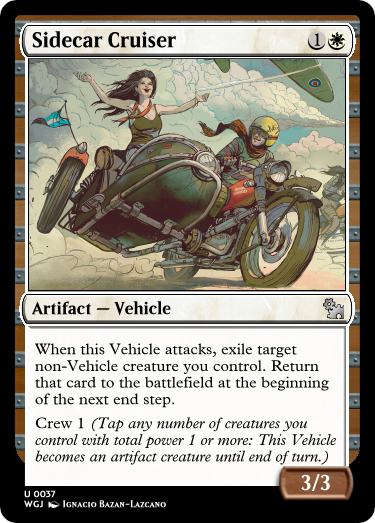 Sidecar Cruiser 1
Artifact — Vehicle
When this Vehicle attacks, exile target
non-Vehicle creature you control. Return
that card to the battlefield at the beginning
of the next end step.
Crew 1 (Tap any number of creatures you
control with total power 1 or more: This Vehicle
becomes an artifact creature until end of turn.)
3/3
U 0037
WGJ Ignacio Bazan-Lazcano